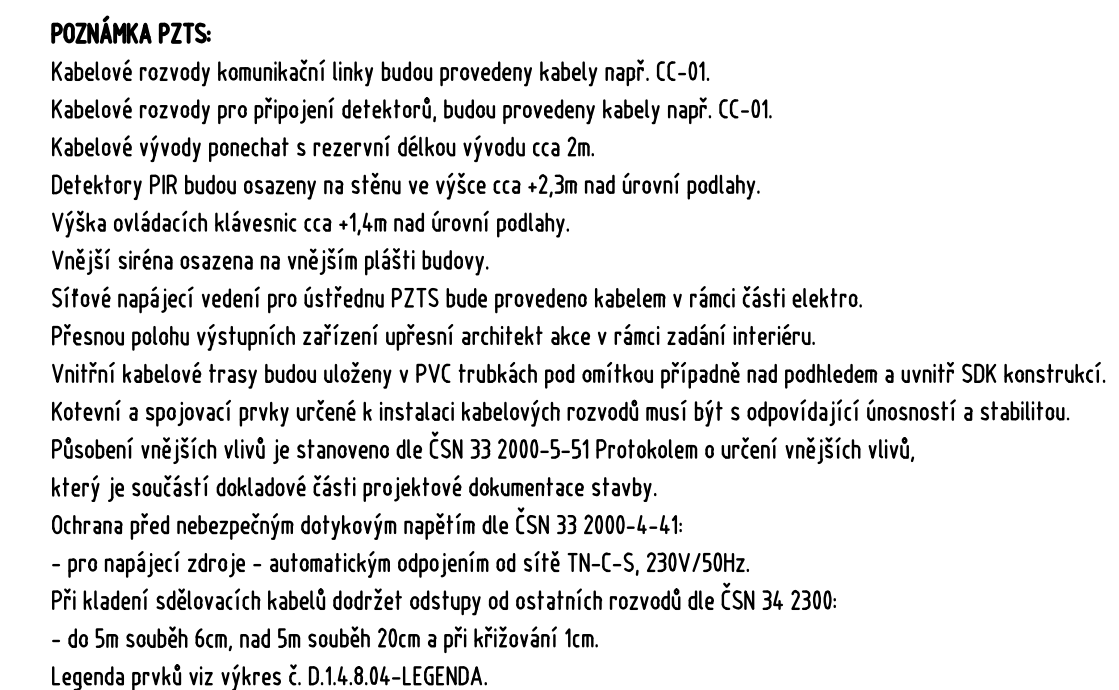 POZNÁMKA PZTS:
Kabelové rozvody komunikační linky budou provedeny kabely např. CC-01.
Kabelové rozvody pro připojení detektorů, budou provedeny kabely např. CC-01.
Kabelové vývody ponechat s rezervní délkou vývodu cca 2m.
Detektory PIR budou osazeny na stěnu ve výšce cca +2,3m nad úrovní podlahy.
Výška ovládacích klávesnic cca +1,4m nad úrovní podlahy.
Vnější siréna osazena na vnějším plášti budovy.
Síťové napájecí vedení pro ústřednu PZTS bude provedeno kabelem v rámci části elektro.
Přesnou polohu výstupních zařízení upřesní architekt akce v rámci zadání interiéru.
Vnitřní kabelové trasy budou uloženy v PVC trubkách pod omítkou případně nad podhledem a uvnitř SDK konstrukcí.
Kotevní a spojovací prvky určené k instalaci kabelových rozvodů musí být s odpovídající únosností a stabilitou.
Působení vnějších vlivů je stanoveno dle ČSN 33 2000-5-51 Protokolem o určení vnějších vlivů,
který je součástí dokladové části projektové dokumentace stavby.
Ochrana před nebezpečným dotykovým napětím dle ČSN 33 2000-4-41:
- pro napájecí zdroje - automatickým odpojením od sítě TN-C-S, 230V/50Hz.
Při kladení sdělovacích kabelů dodržet odstupy od ostatních rozvodů dle ČSN 34 2300:
- do 5m souběh 6cm, nad 5m souběh 20cm a při křižování 1cm.
Legenda prvků viz výkres č. D.1.4.8.04-LEGENDA.